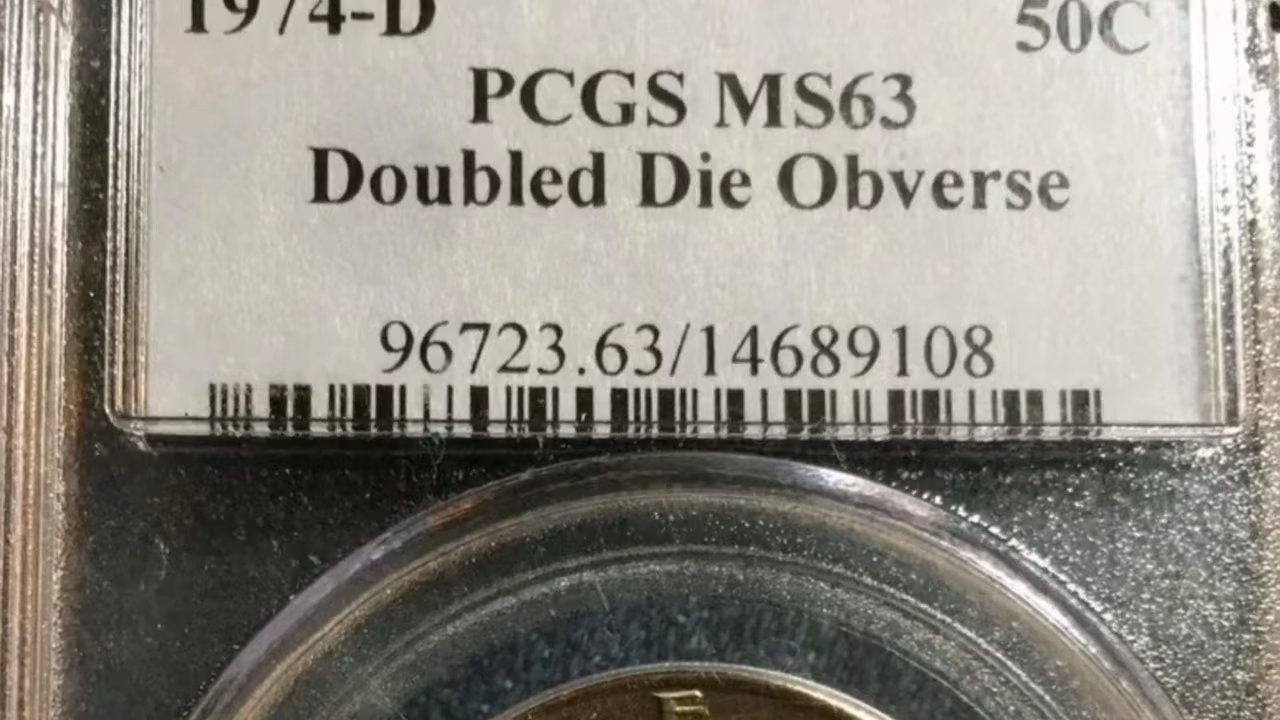 1974-D 50C
PCGS MS63
Doubled Die Obverse
96723.63/14689108
E